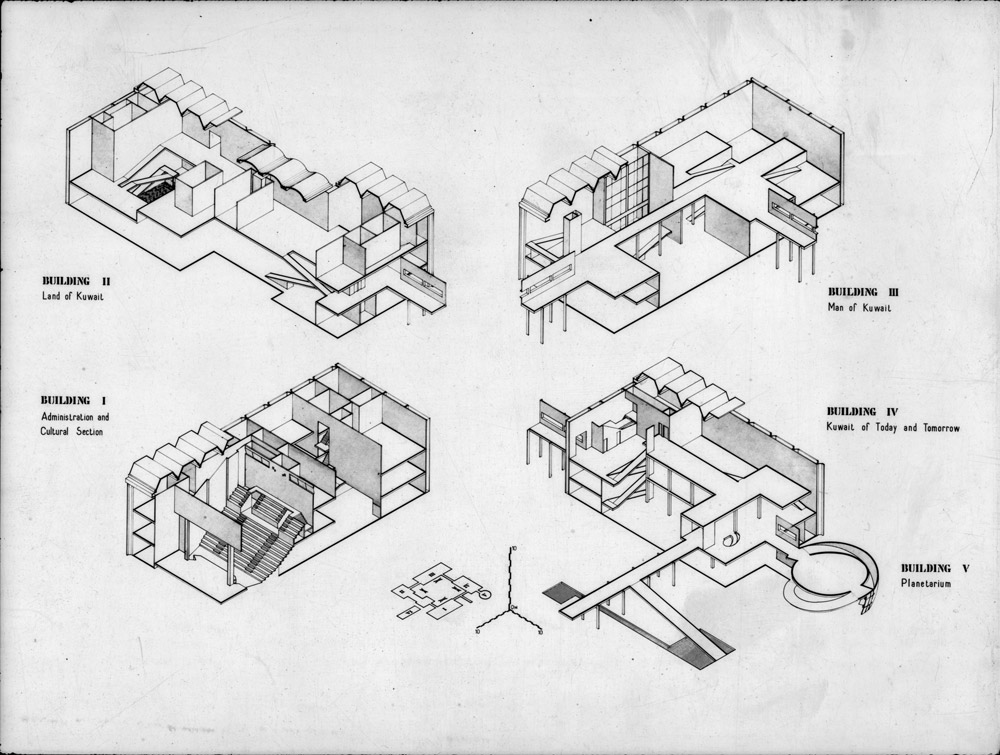 BUILDING II
Land of Kuwait
BUILDING III
Man of Kuwait
BUILDING I
Administration and
Cultural Section
BUILDING IV
Kuwait of Today and Tomorrow
BUILDING V
Planetarium
10
0m
10
10